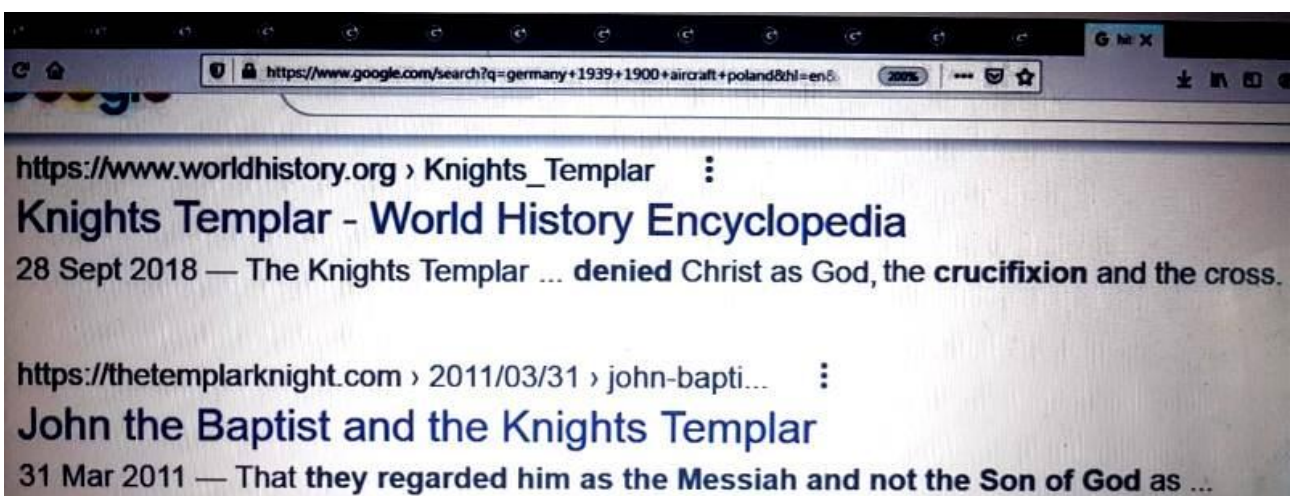 https://www.google.com/search?q=germany+1939+1900+aircraft+poland&hl=en&
200%
https://www.worldhistory.org › Knights_Templar
Knights Templar - World History Encyclopedia
28 Sept 2018 — The Knights Templar ... denied Christ as God, the crucifixion and the cross.
https://thetemplarknight.com › 2011/03/31 › john-bapti...
John the Baptist and the Knights Templar
31 Mar 2011 — That they regarded him as the Messiah and not the Son of God as ...